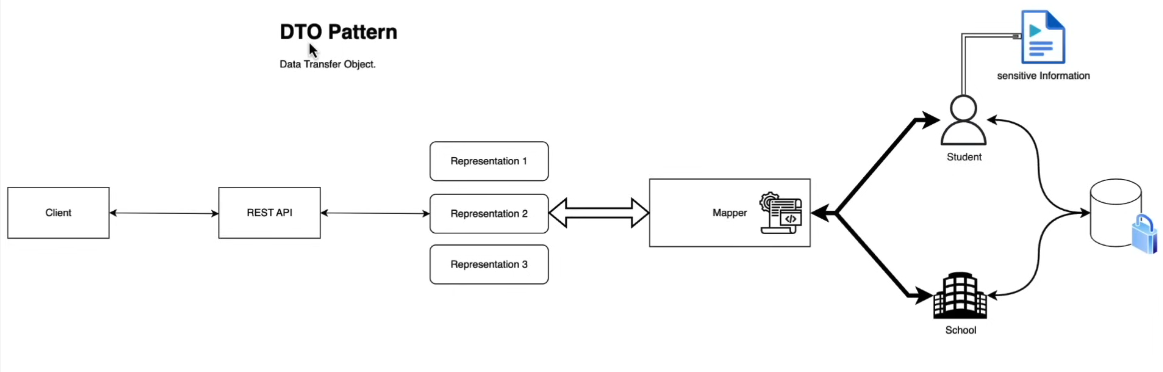 DTO Pattern
Data Transfer Object.
sensitive Information
Student
Representation 1
Client
REST API
Representation 2
Mapper
</>
Representation 3
School